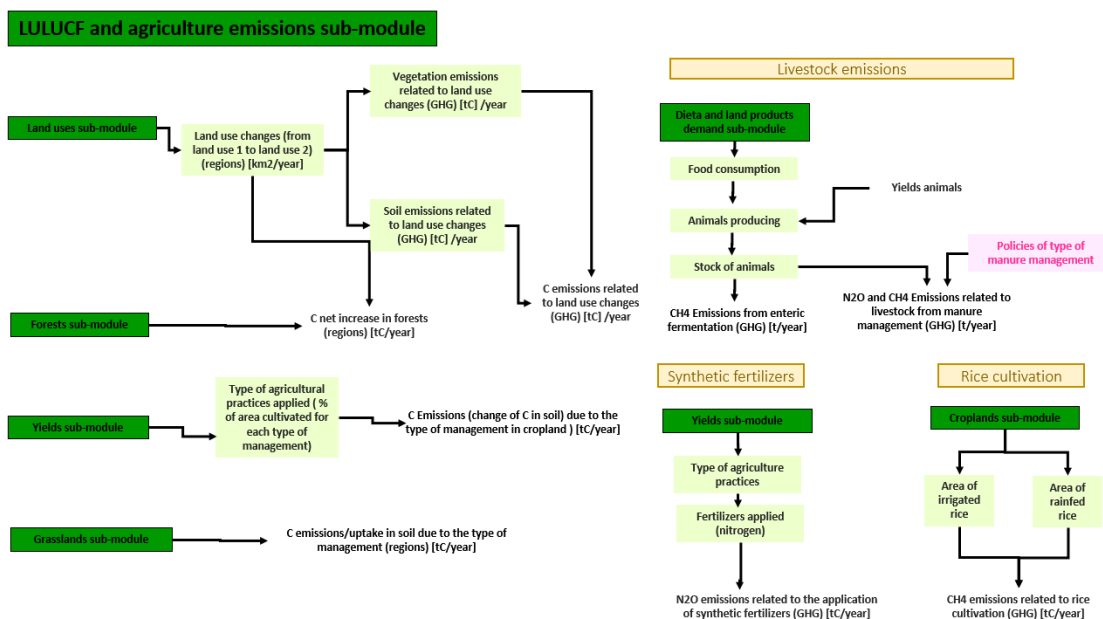 LULUCF and agriculture emissions sub-module
Land uses sub-module
Land use changes (from
land use 1 to land use 2)
(regions) [km2/year]
Vegetation emissions
related to land use
changes (GHG) [tC] /year
Soil emissions related
to land use changes
(GHG) [tC] /year
C emissions related
to land use changes
(GHG) [tC] /year
Forests sub-module
C net increase in forests
(regions) [tC/year]
Yields sub-module
Type of agricultural
practices applied ( %
of area cultivated for
each type of
management)
C Emissions (change of C in soil) due to the
type of management in cropland ) [tC/year]
Grasslands sub-module
C emissions/uptake in soil due to the type of
management (regions) [tC/year]
Livestock emissions
Dieta and land products
demand sub-module
Food consumption
Yields animals
Animals producing
Stock of animals
Policies of type of
manure management
CH4 Emissions from enteric
fermentation (GHG) [t/year]
N2O and CH4 Emissions related to
livestock from manure
management (GHG) [t/year]
Synthetic fertilizers
Yields sub-module
Type of agriculture
practices
Fertilizers applied
(nitrogen)
N2O emissions related to the application
of synthetic fertilizers (GHG) [tC/year]
Rice cultivation
Croplands sub-module
Area of
irrigated
rice
Area of
rainfed
rice
CH4 emissions related to rice
cultivation (GHG) [tC/year]